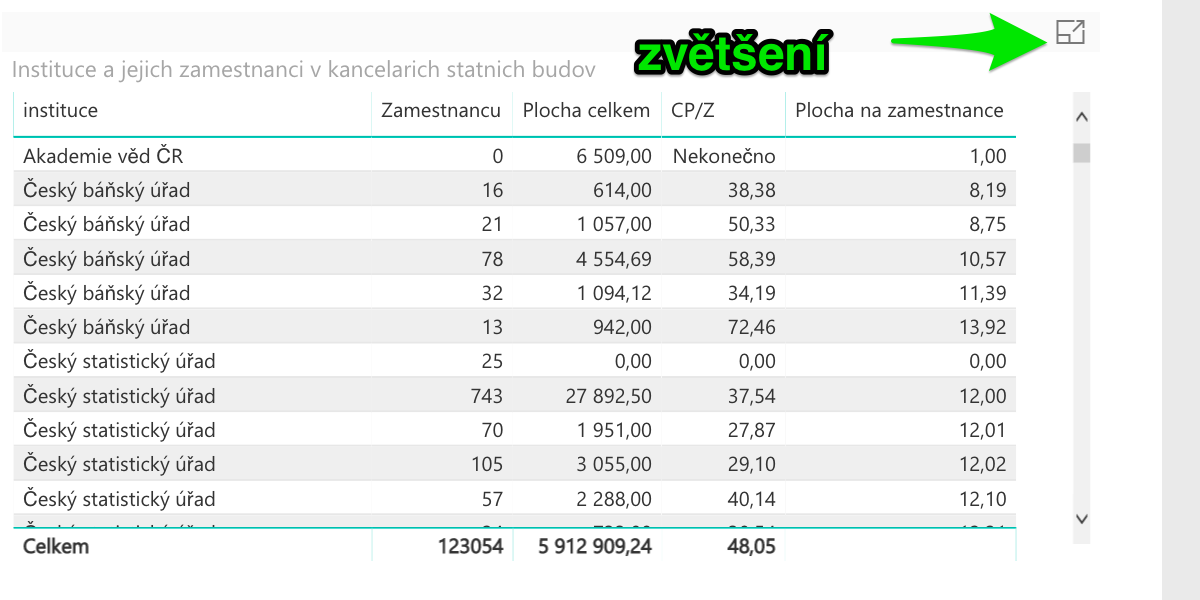 zvětšení
Instituce a jejich zamestnanci v kancelarich statnich budov
instituce Zamestnancu Plocha celkem CP/Z Plocha na zamestnance
Akademie věd ČR 0 6 509,00 Nekonečno 1,00
Český báňský úřad 16 614,00 38,38 8,19
Český báňský úřad 21 1 057,00 50,33 8,75
Český báňský úřad 78 4 554,69 58,39 10,57
Český báňský úřad 32 1 094,12 34,19 11,39
Český báňský úřad 13 942,00 72,46 13,92
Český statistický úřad 25 0,00 0,00 0,00
Český statistický úřad 743 27 892,50 37,54 12,00
Český statistický úřad 70 1 951,00 27,87 12,01
Český statistický úřad 105 3 055,00 29,10 12,02
Český statistický úřad 57 2 288,00 40,14 12,10
Celkem 123054 5 912 909,24 48,05